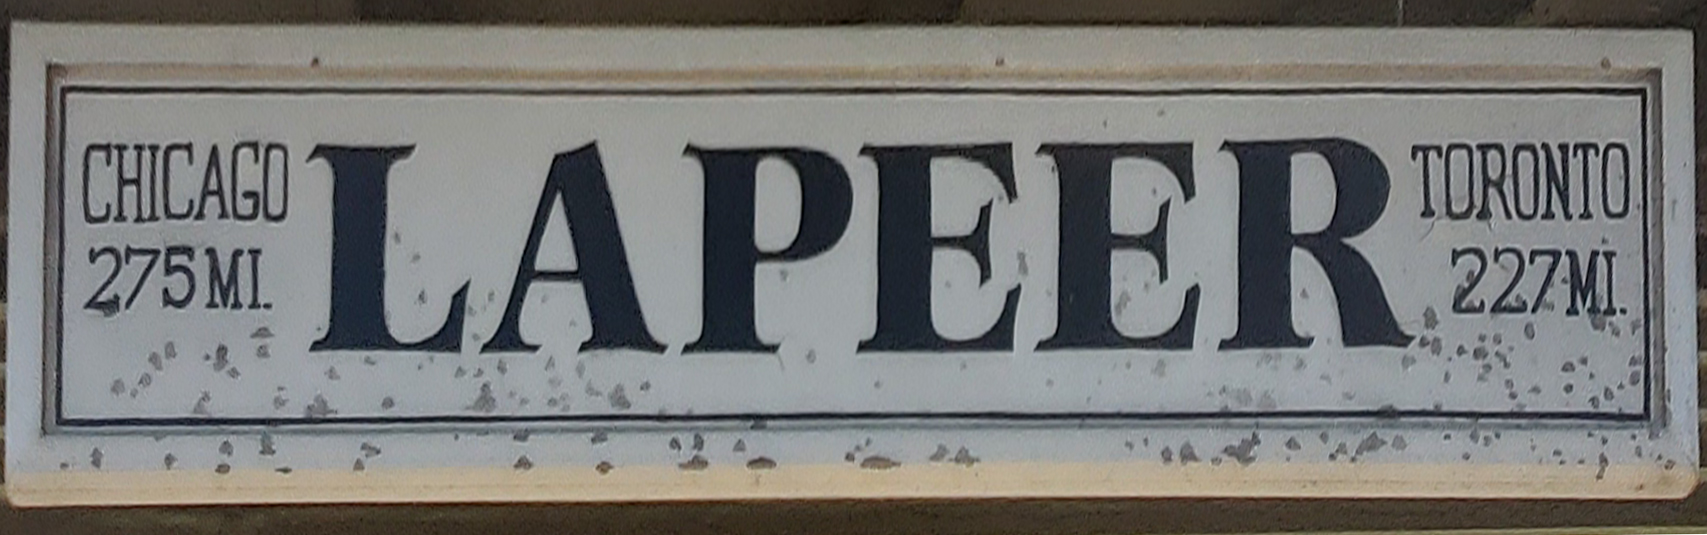 CHICAGO
275 MI.
LAPEER
TORONTO
227 MI.